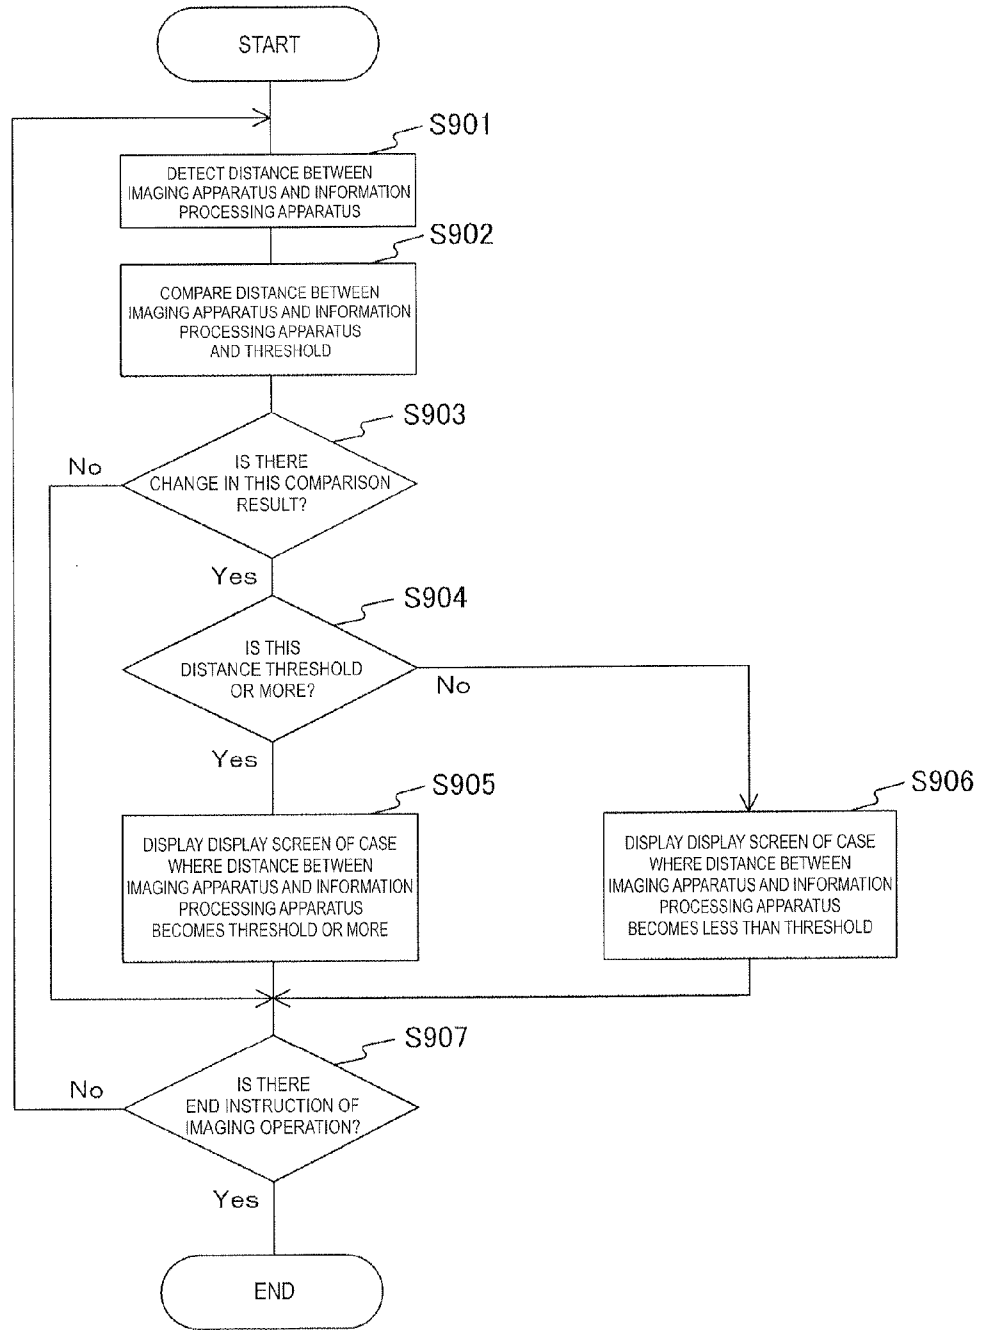 START
S901
DETECT DISTANCE BETWEEN
IMAGING APPARATUS AND INFORMATION
PROCESSING APPARATUS
S902
COMPARE DISTANCE BETWEEN
IMAGING APPARATUS AND INFORMATION
PROCESSING APPARATUS
AND THRESHOLD
S903
IS THERE
CHANGE IN THIS COMPARISON
RESULT?
No
Yes
S904
IS THIS
DISTANCE THRESHOLD
OR MORE?
No
Yes
S905
DISPLAY DISPLAY SCREEN OF CASE
WHERE DISTANCE BETWEEN
IMAGING APPARATUS AND INFORMATION
PROCESSING APPARATUS
BECOMES THRESHOLD OR MORE
S906
DISPLAY DISPLAY SCREEN OF CASE
WHERE DISTANCE BETWEEN
IMAGING APPARATUS AND INFORMATION
PROCESSING APPARATUS
BECOMES LESS THAN THRESHOLD
S907
IS THERE
END INSTRUCTION OF
IMAGING OPERATION?
No
Yes
END